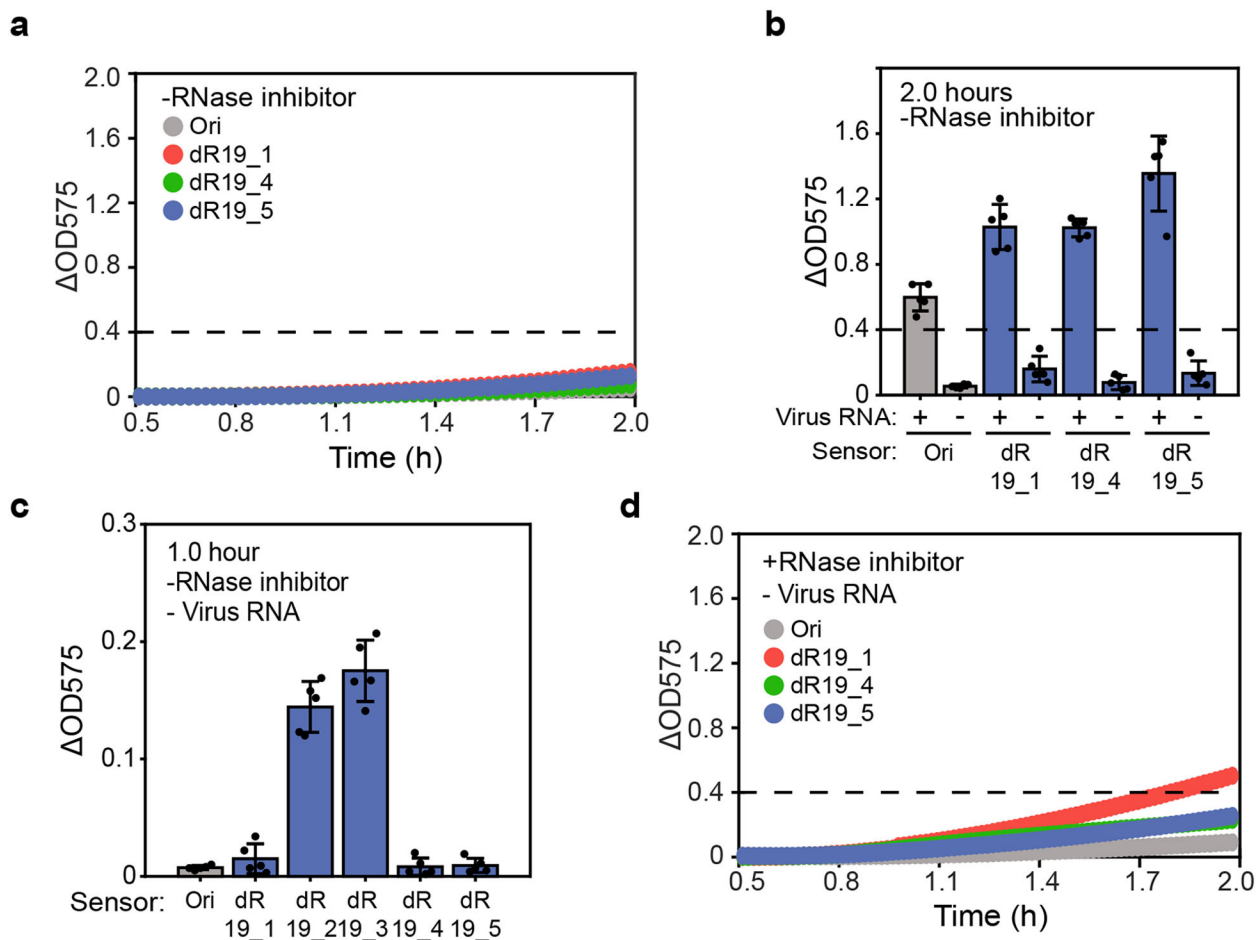 a
2.0
1.6
1.2
0.8
0.4
0
ΔOD575
-RNase inhibitor
Ori
dR19_1
dR19_4
dR19_5
0.5 0.8 1.1 1.4 1.7 2.0
Time (h)
b
1.6
1.2
0.8
0.4
0
ΔOD575
2.0 hours
-RNase inhibitor
Virus RNA: + - + - + - + -
Sensor: Ori dR dR dR
19_1 19_4 19_5
c
0.3
0.2
0.1
0
ΔOD575
1.0 hour
-RNase inhibitor
- Virus RNA
Sensor: Ori dR dR dR dR dR
19_1 19_2 19_3 19_4 19_5
d
2.0
1.6
1.2
0.8
0.4
0
ΔOD575
+RNase inhibitor
- Virus RNA
Ori
dR19_1
dR19_4
dR19_5
0.5 0.8 1.1 1.4 1.7 2.0
Time (h)